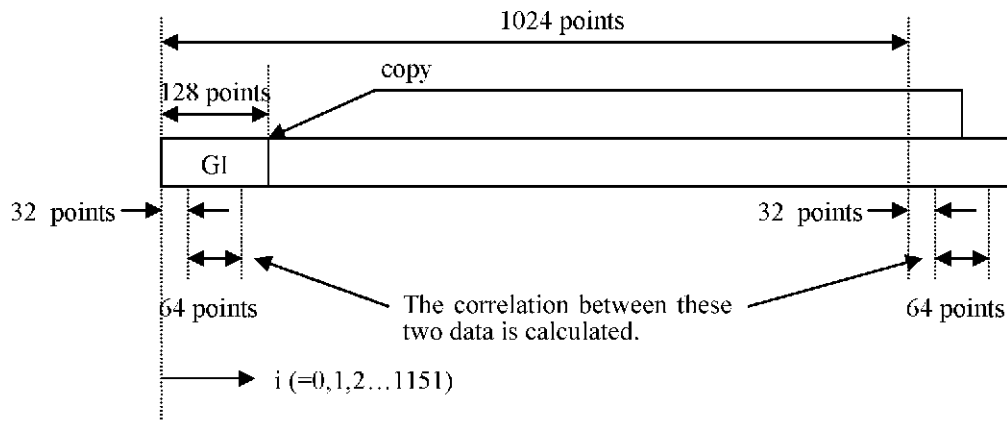 1024 points
copy
128 points
GI
32 points
32 points
64 points
The correlation between these
two data is calculated.
64 points
i (=0,1,2…1151)